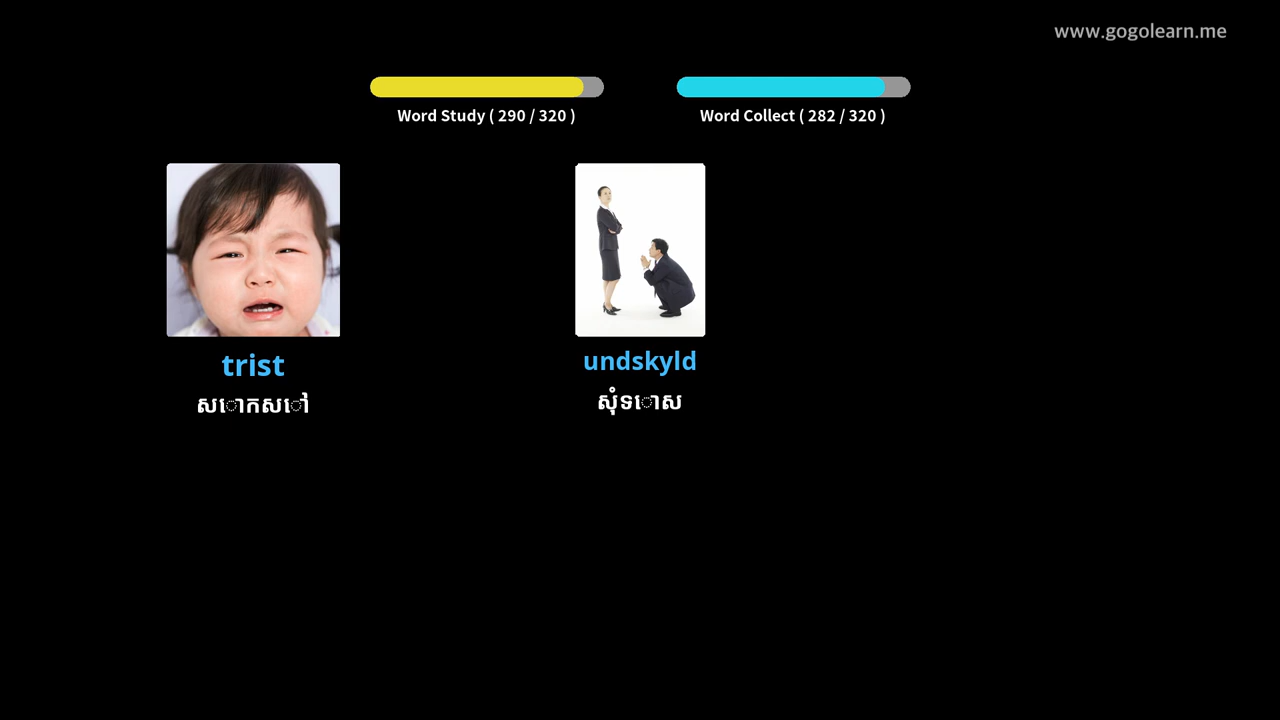 www.gogolearn.me
Word Study ( 290 / 320 )
Word Collect ( 282 / 320 )
trist
សោកសៅ
undskyld
សុំទោស